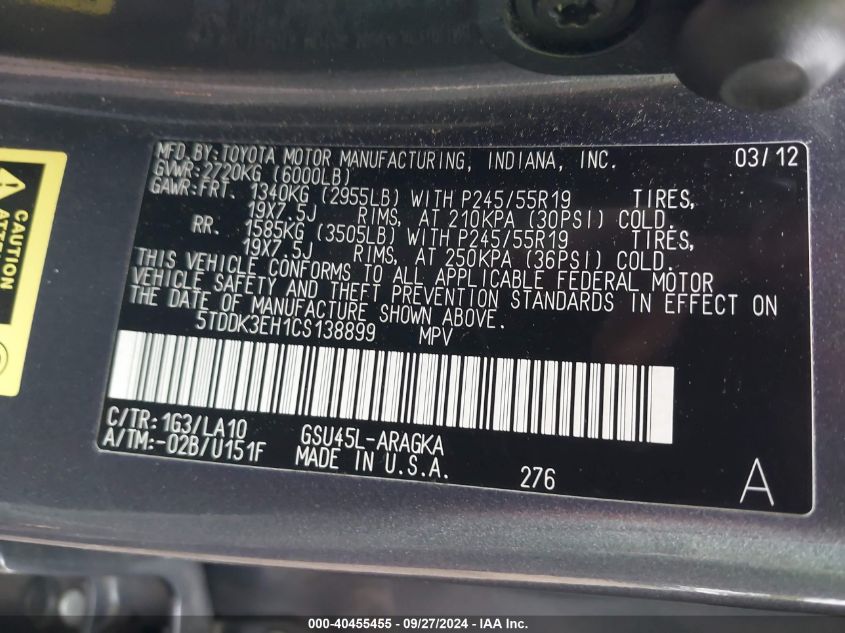 MFD.BY:TOYOTA MOTOR MANUFACTURING, INDIANA, INC. 03/12
GVWR:2720KG (6000LB)
GAWR:FRT. 1340KG (2955LB) WITH P245/55R19 TIRES,
19X7.5J RIMS, AT 210KPA (30PSI) COLD.
RR. 1585KG (3505LB) WITH P245/55R19 TIRES,
19X7.5J RIMS, AT 250KPA (36PSI) COLD.
THIS VEHICLE CONFORMS TO ALL APPLICABLE FEDERAL MOTOR
VEHICLE SAFETY AND THEFT PREVENTION STANDARDS IN EFFECT ON
THE DATE OF MANUFACTURE SHOWN ABOVE.
5TDDK3EH1CS138899 MPV
C/TR:1G3/LA10 GSU45L-ARAGKA
A/TM:-02B/U151F MADE IN U.S.A. 276 A
CAUTION
000-40455455 - 09/27/2024 - IAA Inc.